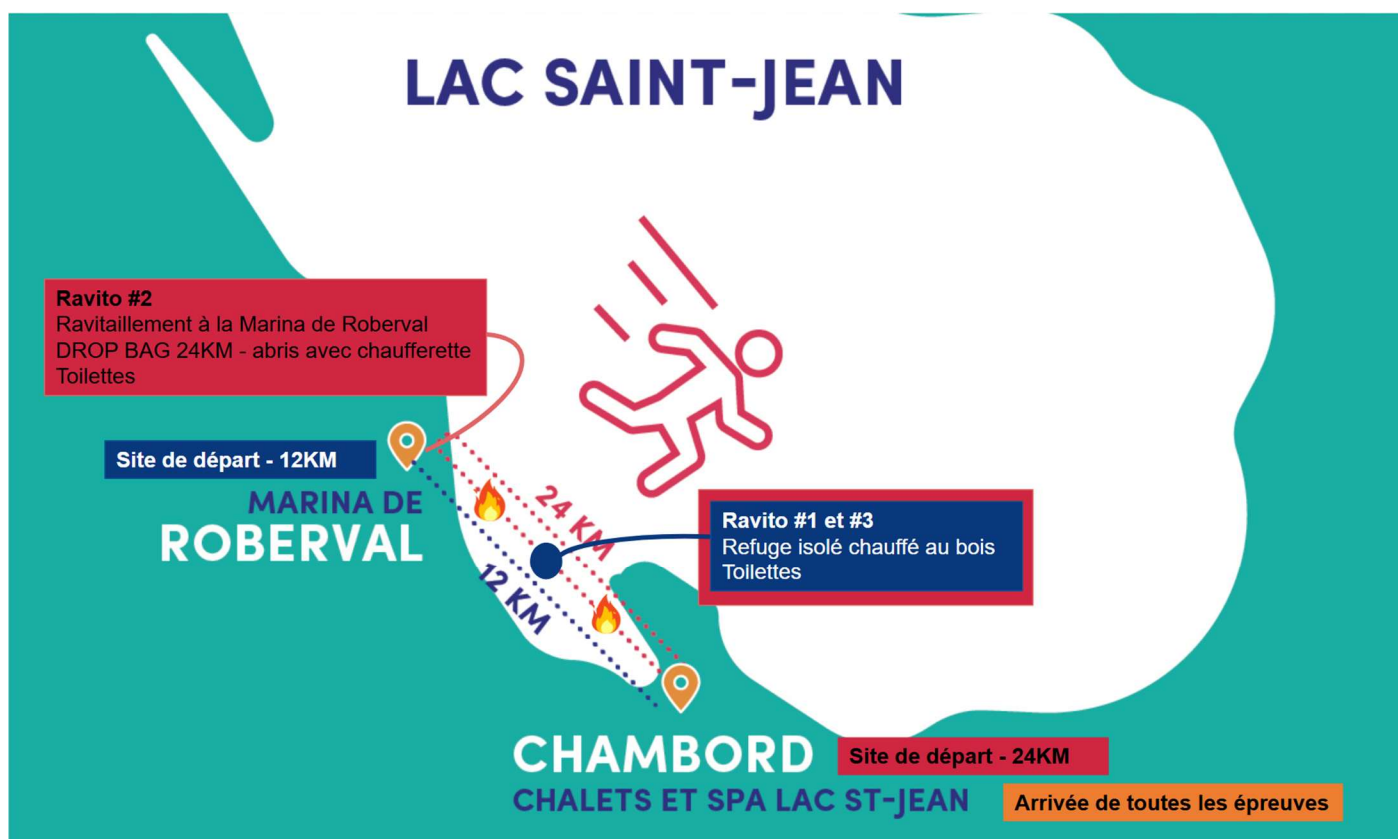 LAC SAINT-JEAN
Ravito #2
Ravitaillement à la Marina de Roberval
DROP BAG 24KM - abris avec chaufferette
Toilettes
Site de départ - 12KM
MARINA DE
ROBERVAL
24 KM
12 KM
Ravito #1 et #3
Refuge isolé chauffé au bois
Toilettes
CHAMBORD
Site de départ - 24KM
CHALETS ET SPA LAC ST-JEAN
Arrivée de toutes les épreuves